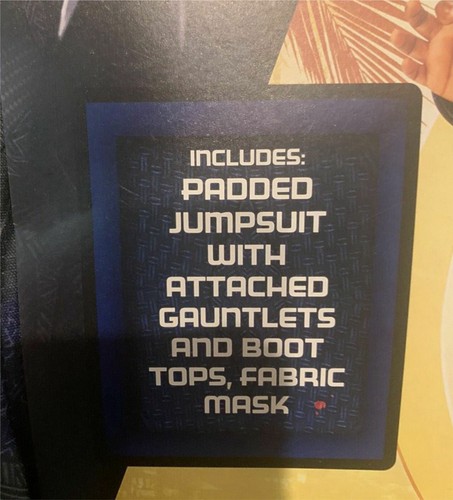 INCLUDES:
PADDED
JUMPSUIT
WITH
ATTACHED
GAUNTLETS
AND BOOT
TOPS, FABRIC
MASK